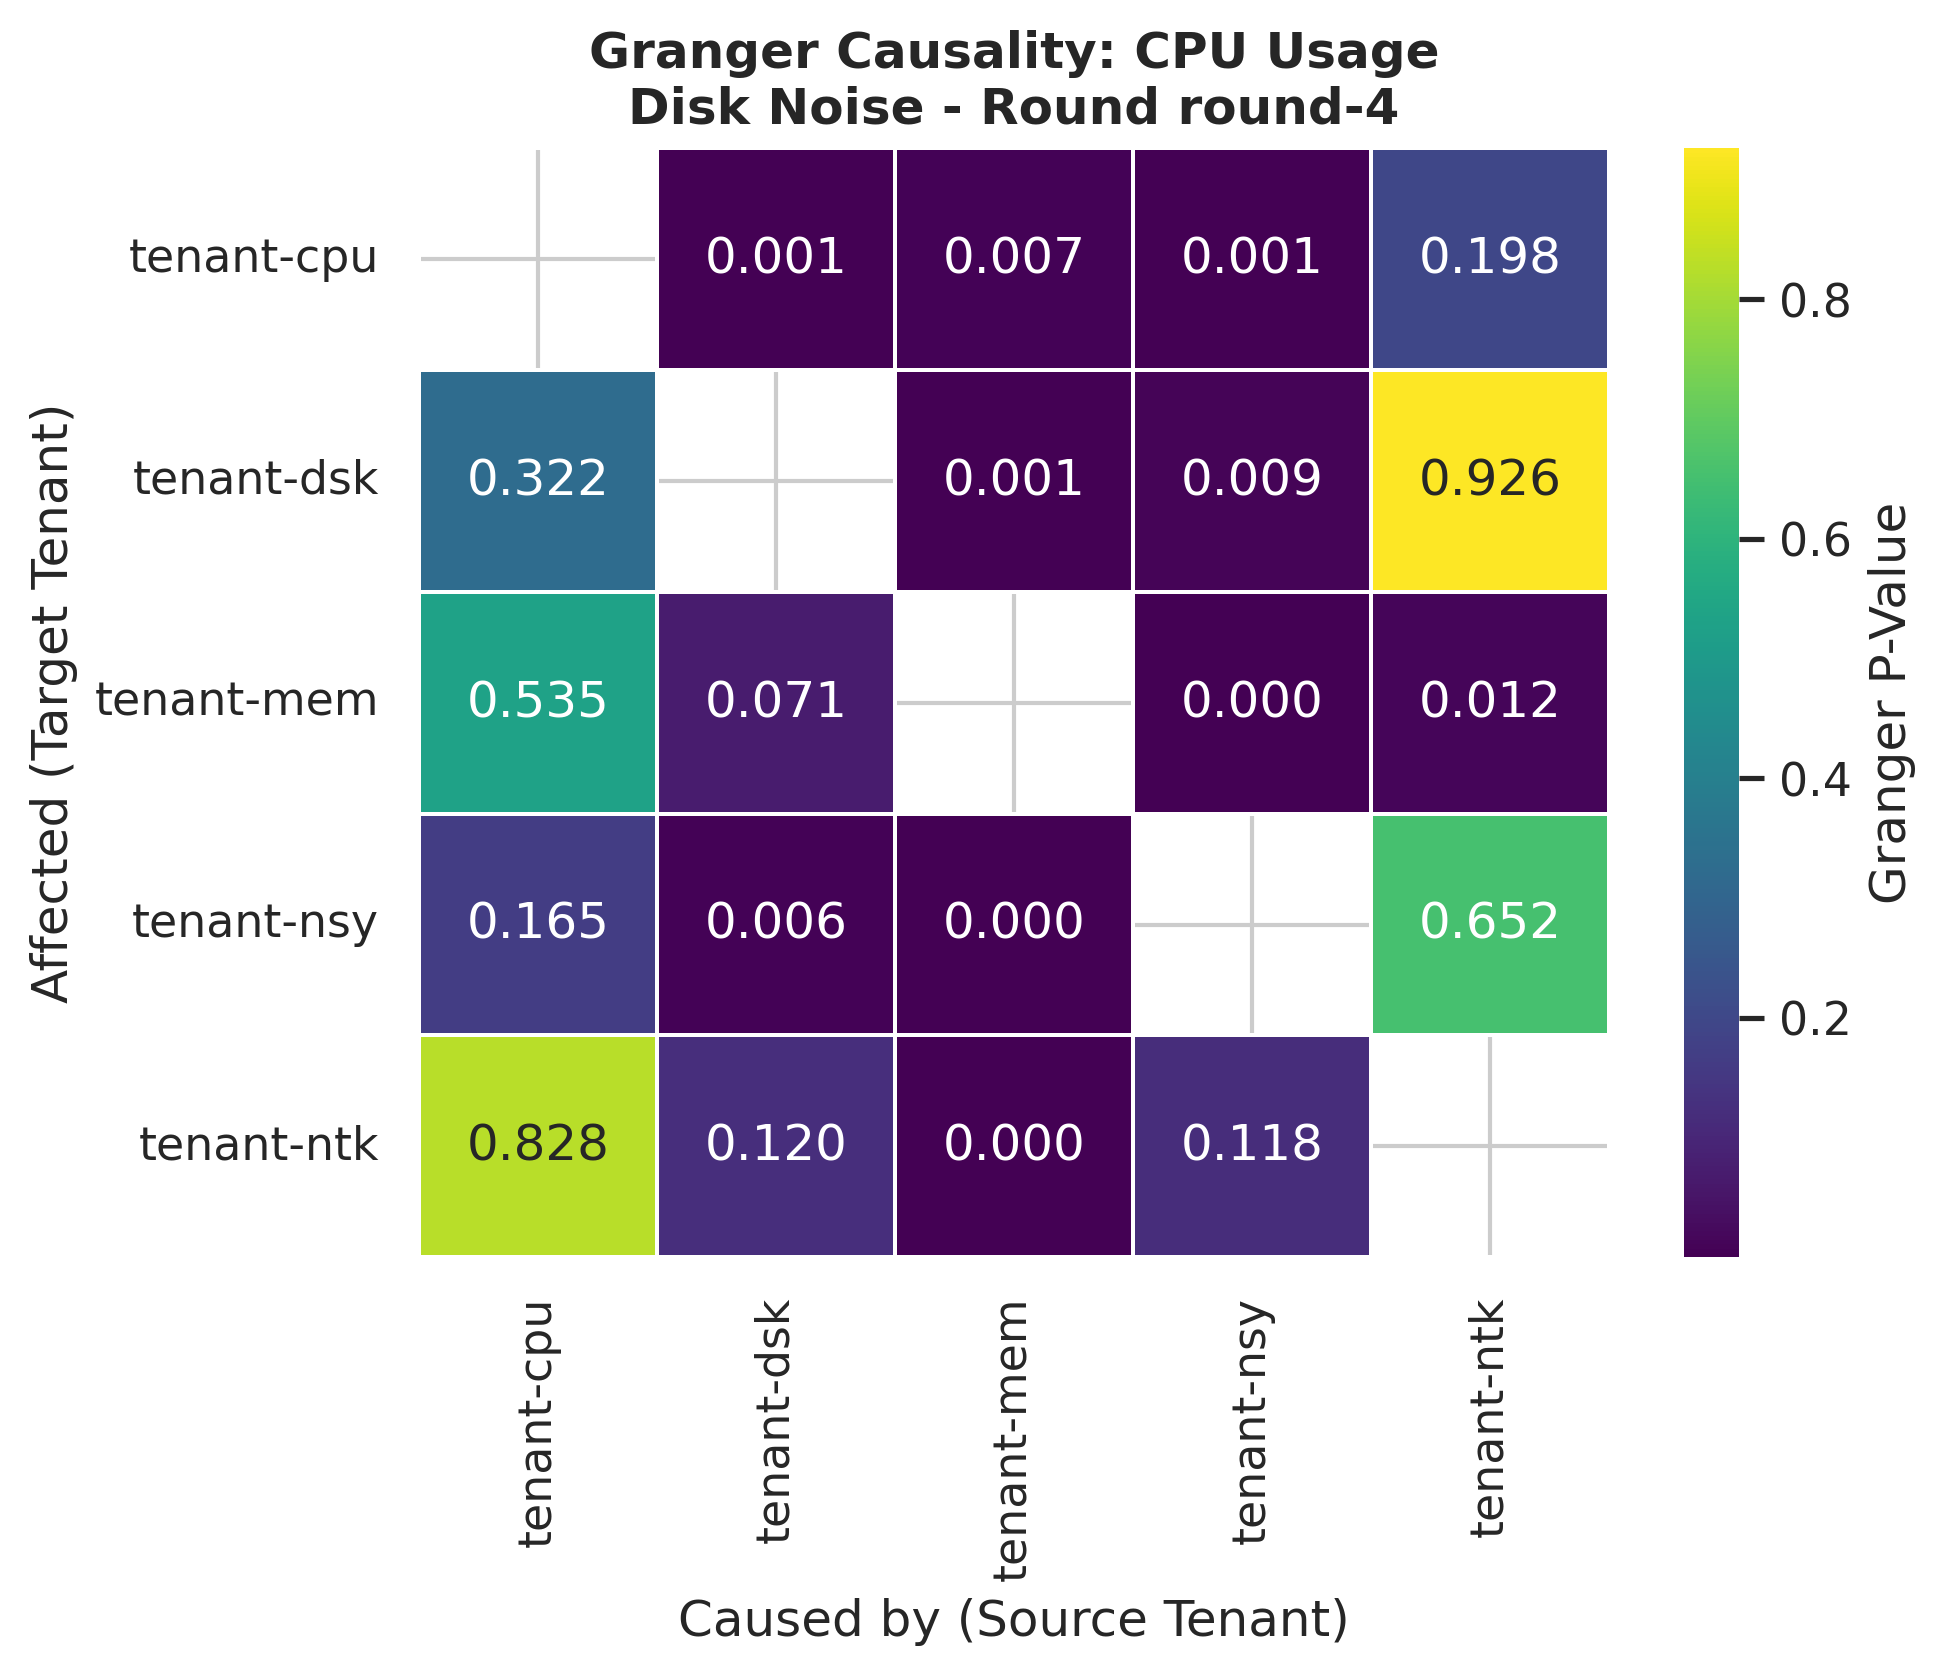 Granger Causality: CPU Usage
Disk Noise - Round round-4
Affected (Target Tenant)
tenant-cpu 0.001 0.007 0.001 0.198
tenant-dsk 0.322 0.001 0.009 0.926
tenant-mem 0.535 0.071 0.000 0.012
tenant-nsy 0.165 0.006 0.000 0.652
tenant-ntk 0.828 0.120 0.000 0.118
tenant-cpu tenant-dsk tenant-mem tenant-nsy tenant-ntk
Caused by (Source Tenant)
0.8
0.6
0.4
0.2
Granger P-Value